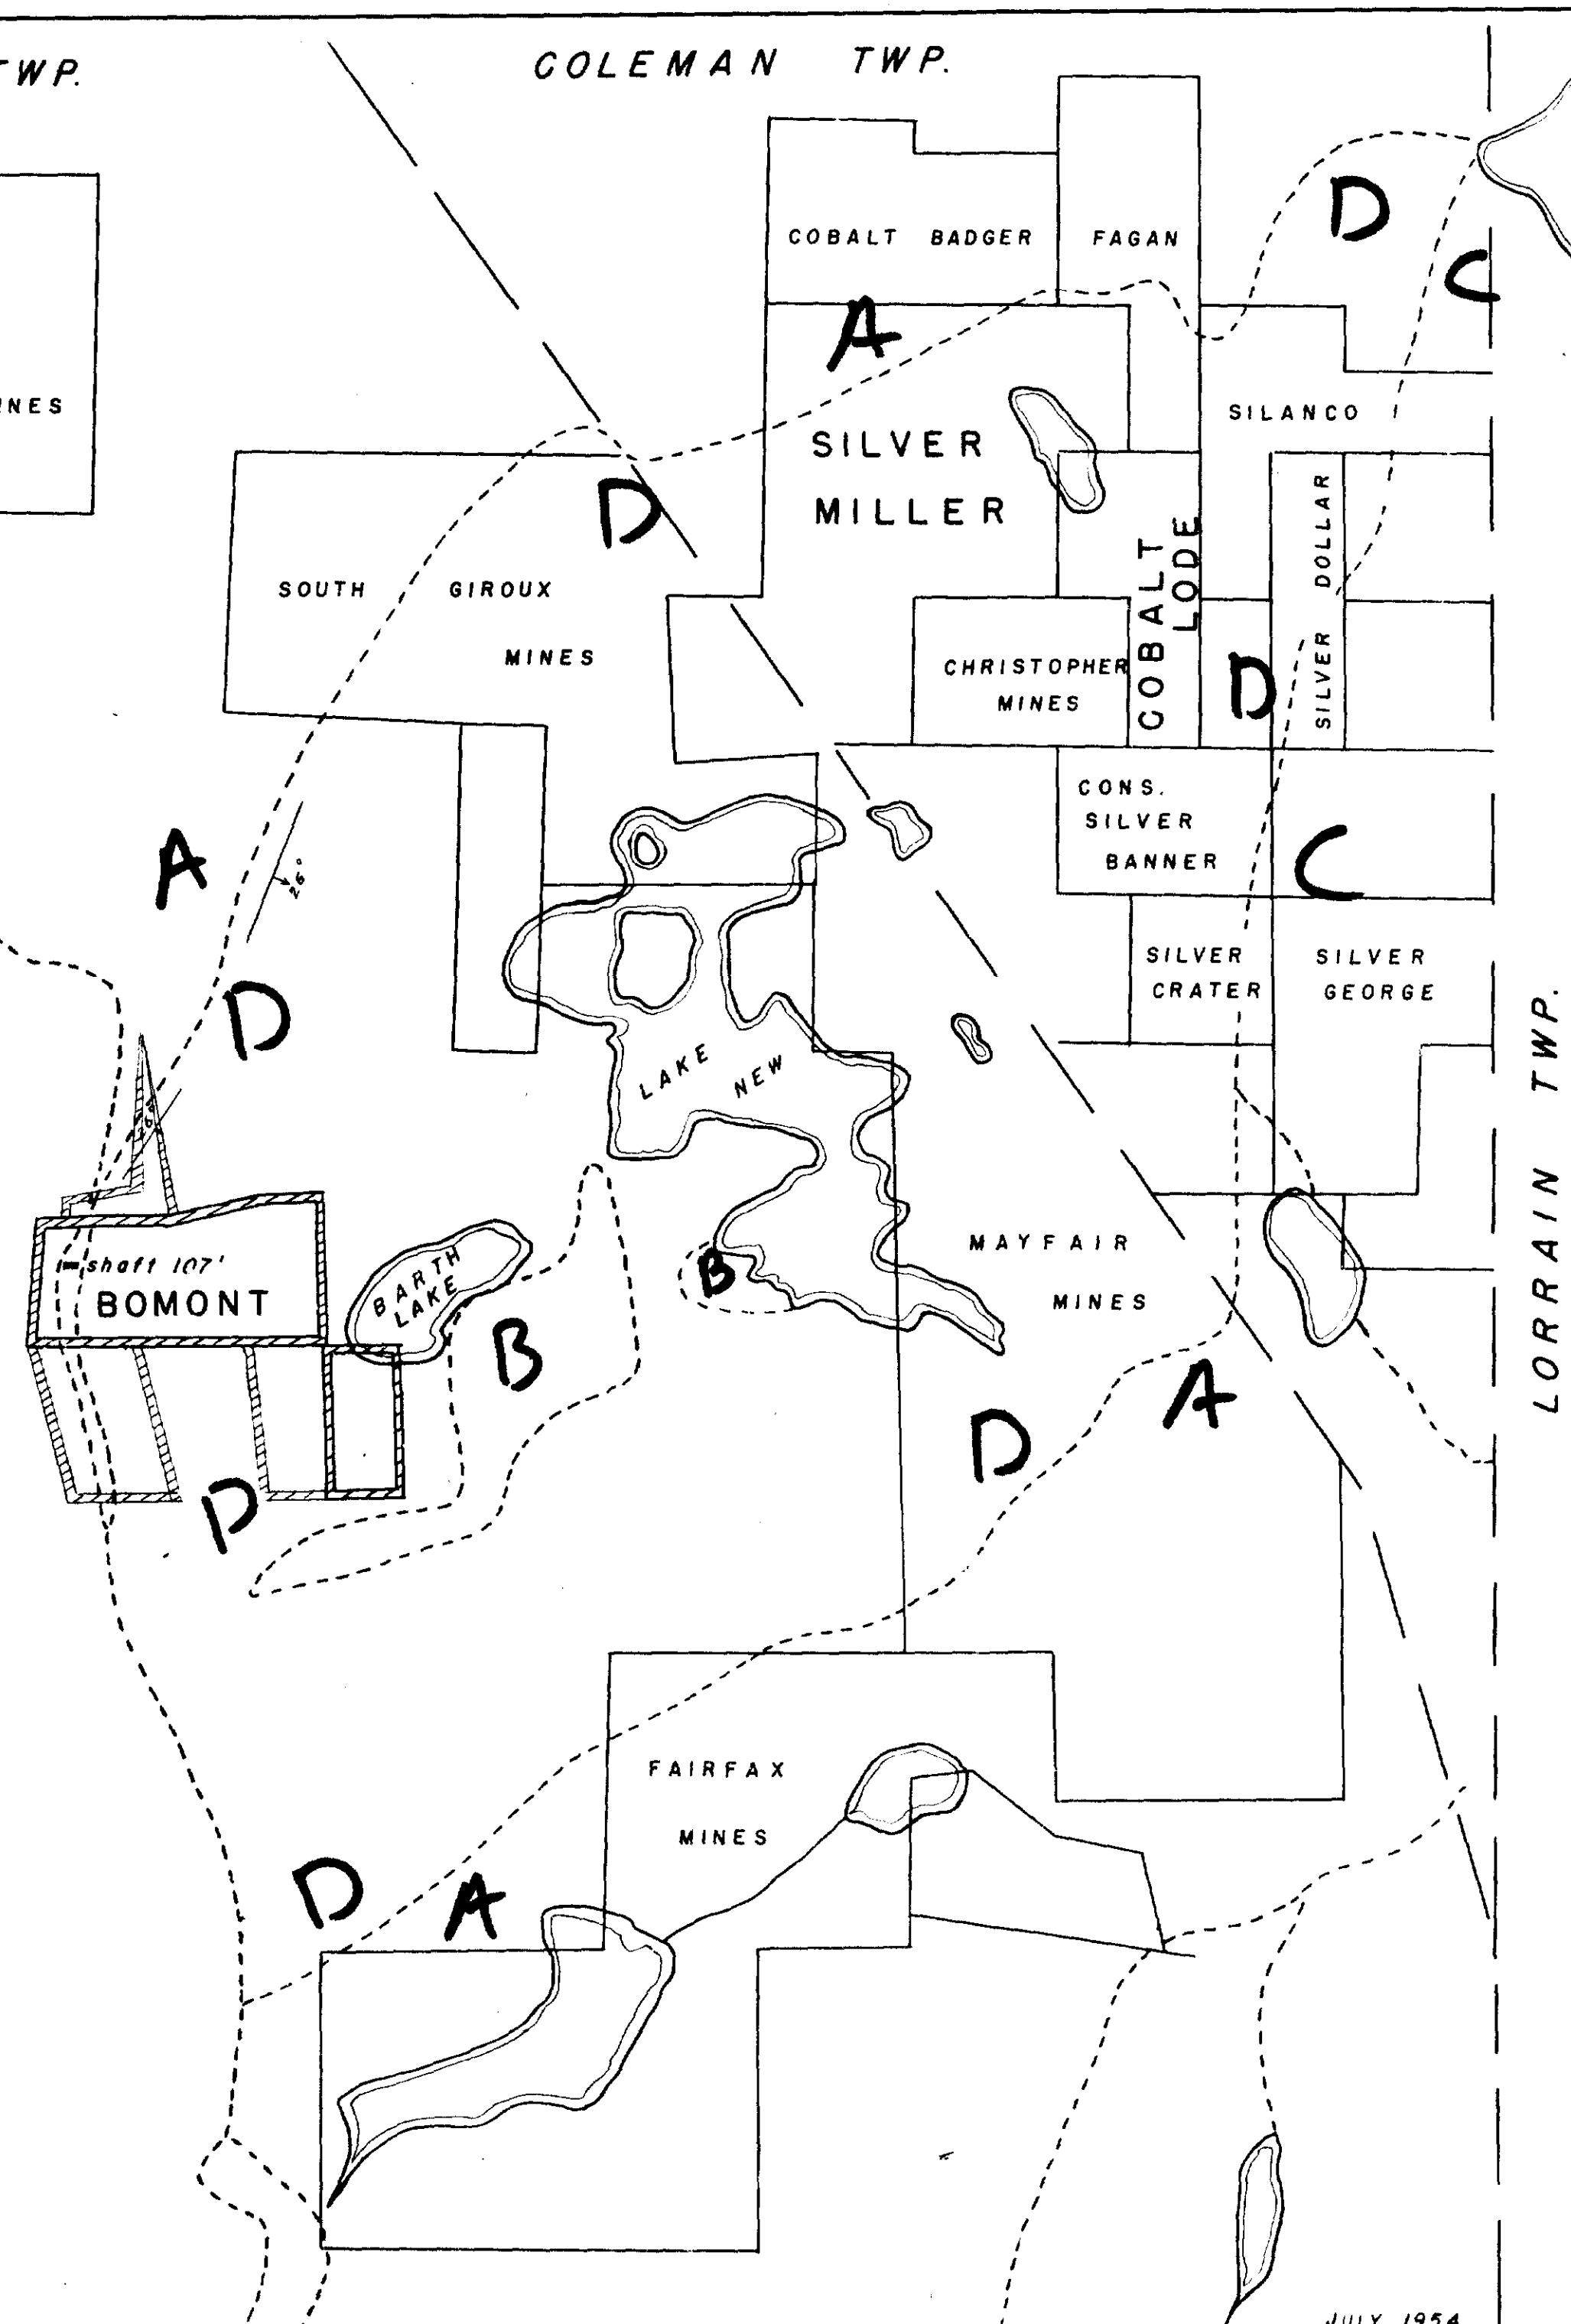 TWP.
COLEMAN TWP.
D
COBALT BADGER
FAGAN
C
A
INES
SILANCO
SILVER
MILLER
D
SILVER DOLLAR
COBALT
LODE
SOUTH GIROUX
MINES
CHRISTOPHER
MINES
D
CONS.
SILVER
BANNER
C
A
26°
SILVER
CRATER
SILVER
GEORGE
D
LAKE
NEW
LORRAIN TWP.
MAYFAIR
MINES
shaft 107'
BOMONT
BARTH
LAKE
B
B
A
D
D
FAIRFAX
MINES
D
A
JULY, 1954